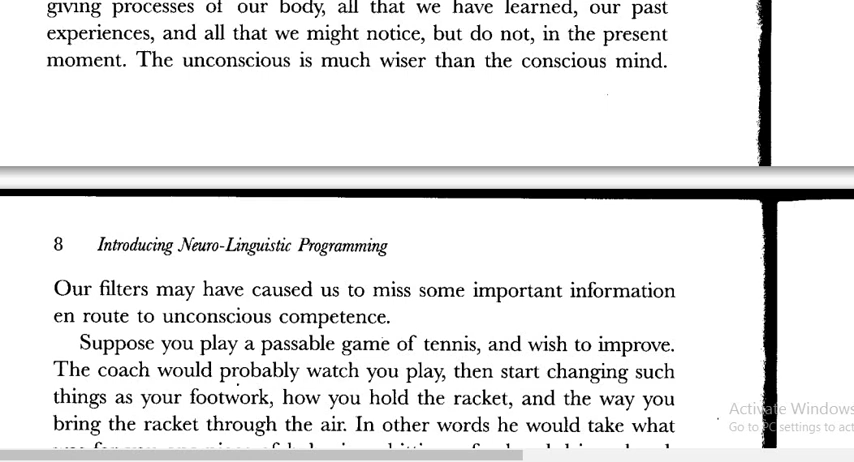 giving processes of our body, all that we have learned, our past
experiences, and all that we might notice, but do not, in the present
moment. The unconscious is much wiser than the conscious mind.
8 Introducing Neuro-Linguistic Programming
Our filters may have caused us to miss some important information
en route to unconscious competence.
Suppose you play a passable game of tennis, and wish to improve.
The coach would probably watch you play, then start changing such
things as your footwork, how you hold the racket, and the way you
bring the racket through the air. In other words he would take what
Activate Windows
Go to PC settings to act